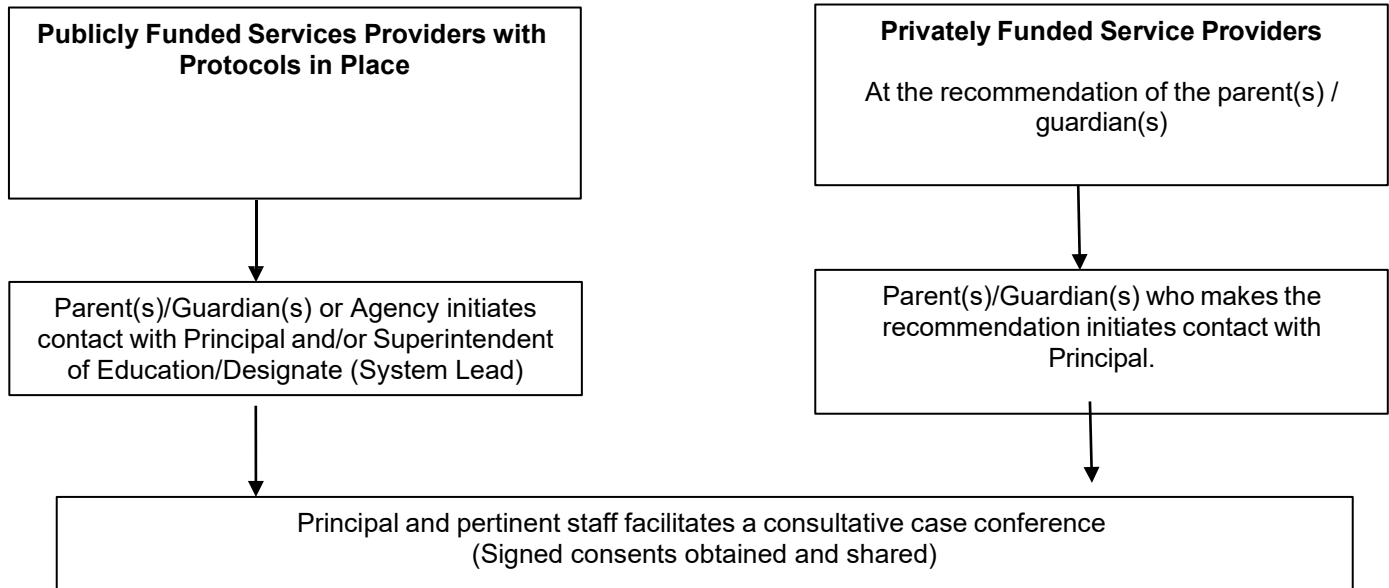 Publicly Funded Services Providers with
Protocols in Place
Privately Funded Service Providers
At the recommendation of the parent(s) /
guardian(s)
Parent(s)/Guardian(s) or Agency initiates
contact with Principal and/or Superintendent
of Education/Designate (System Lead)
Parent(s)/Guardian(s) who makes the
recommendation initiates contact with
Principal.
Principal and pertinent staff facilitates a consultative case conference
(Signed consents obtained and shared)